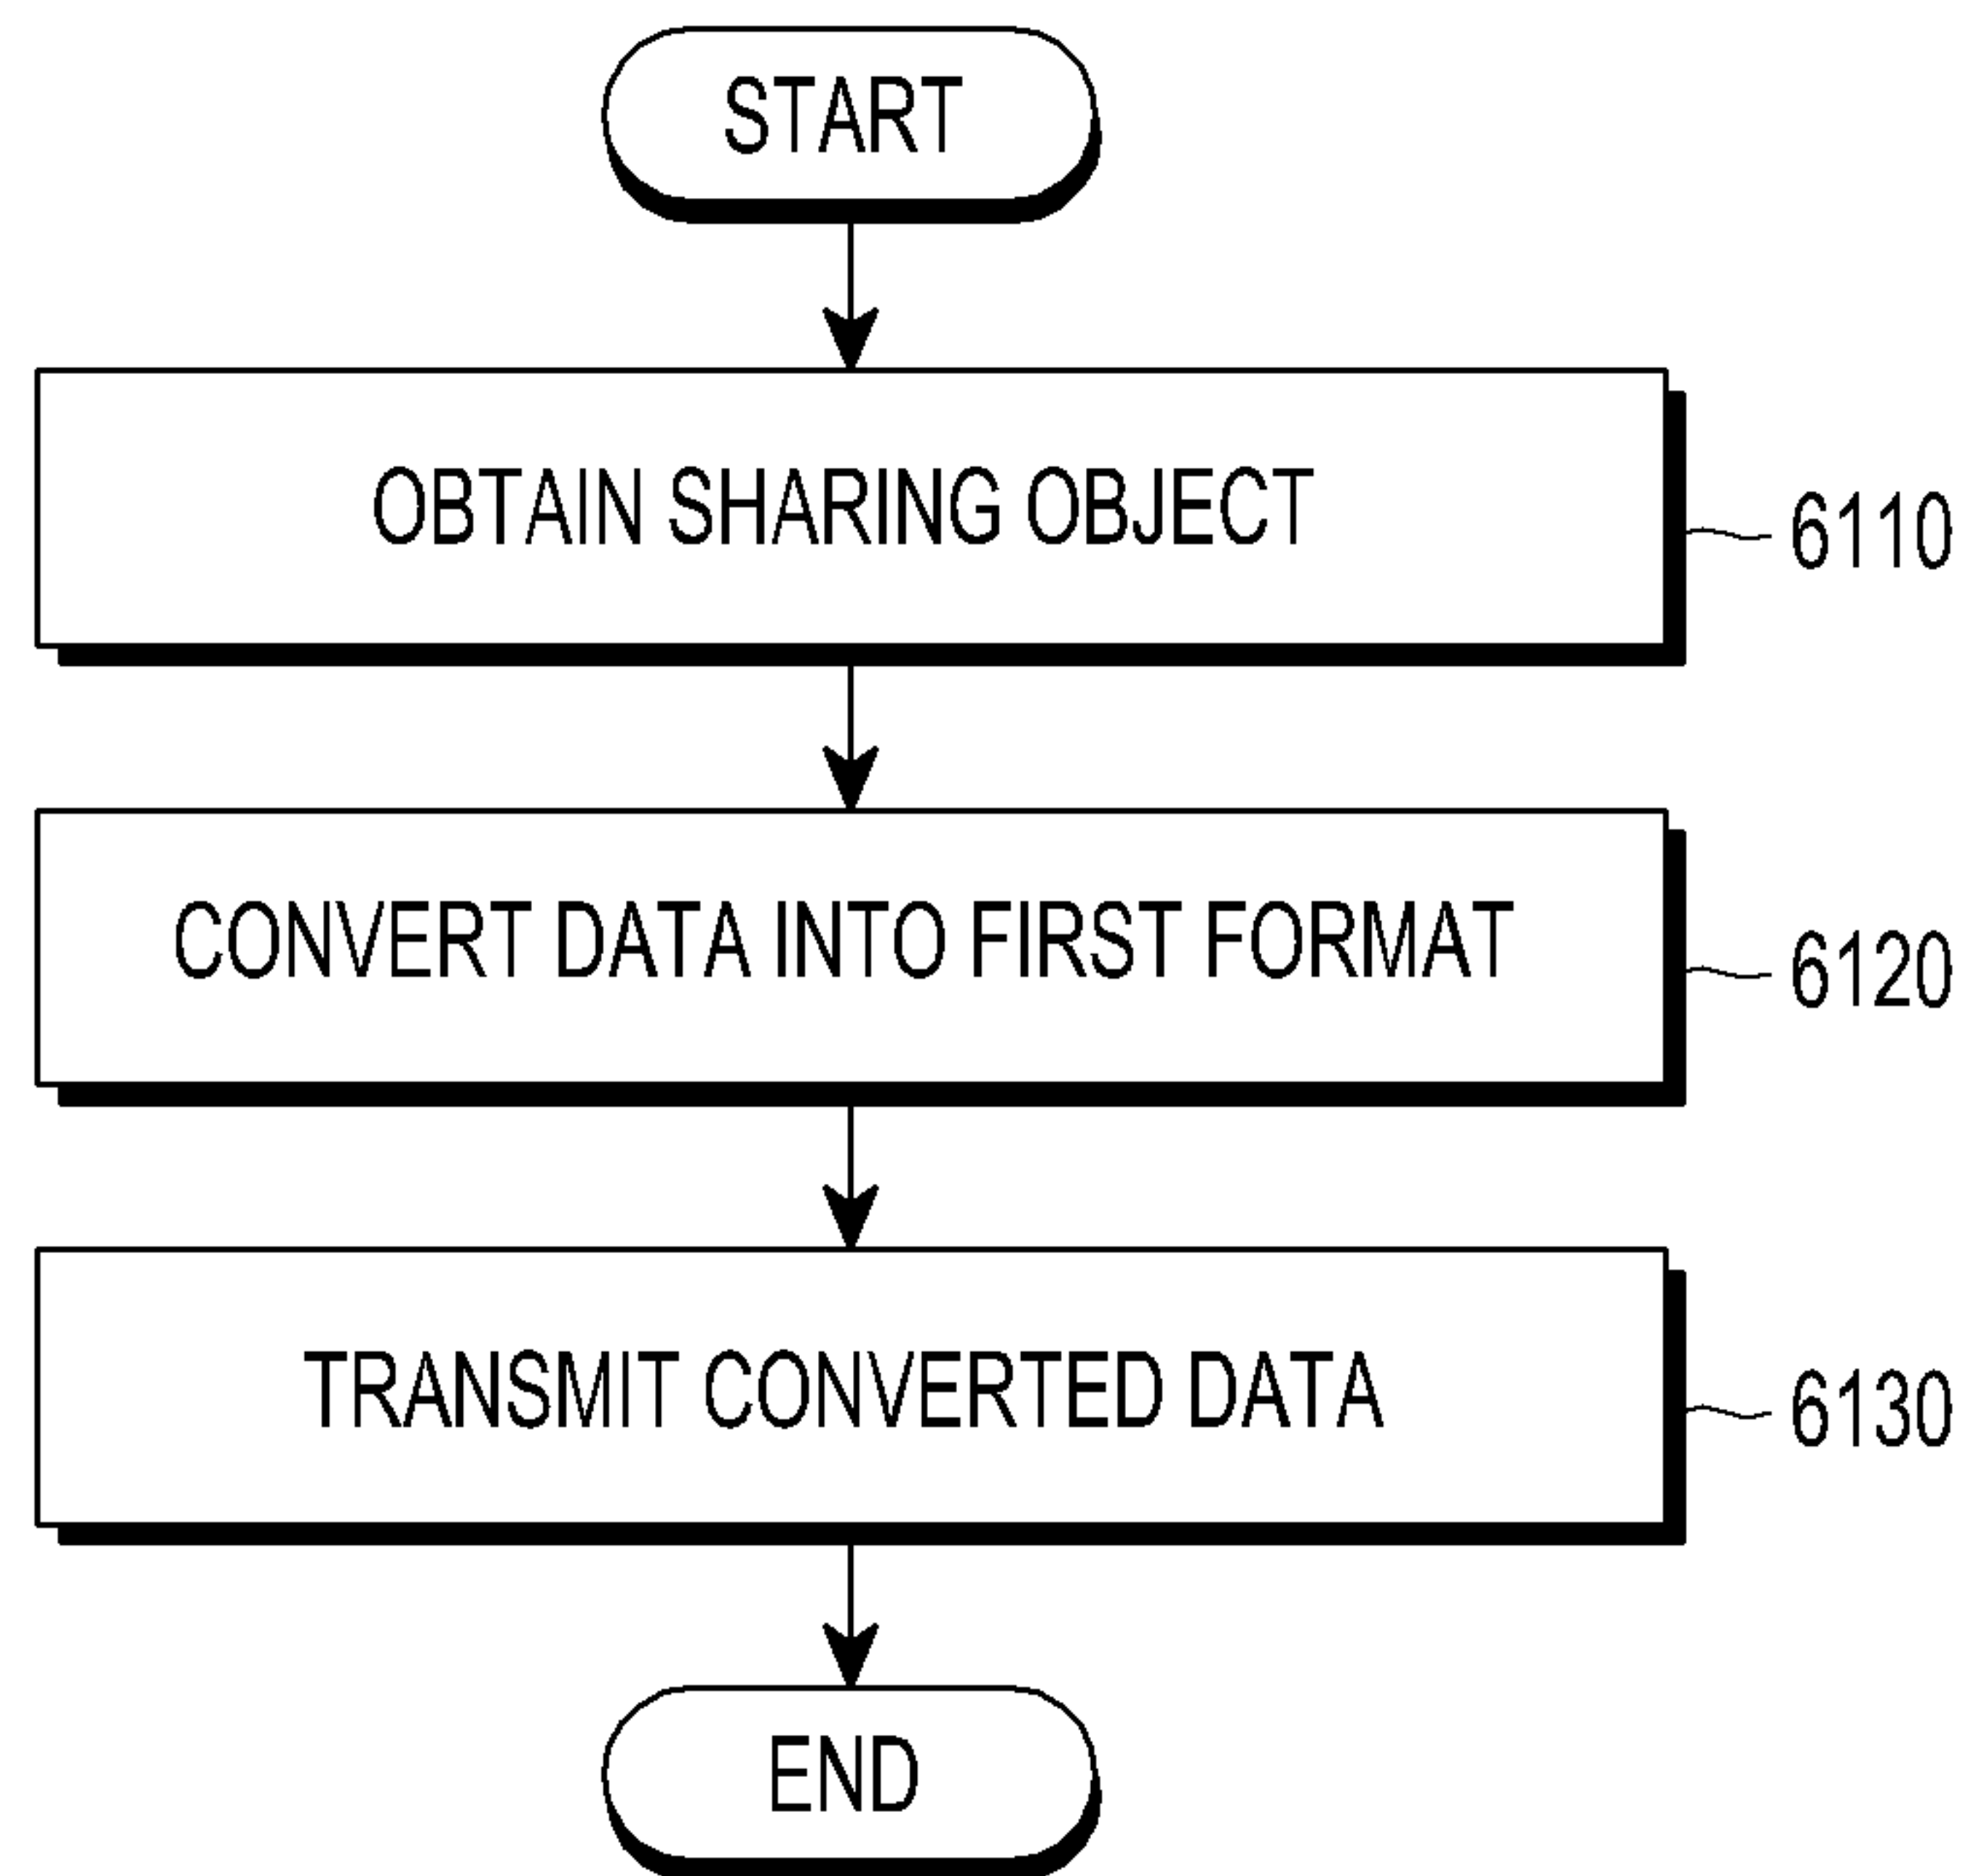 START
OBTAIN SHARING OBJECT
6110
CONVERT DATA INTO FIRST FORMAT
6120
TRANSMIT CONVERTED DATA
6130
END